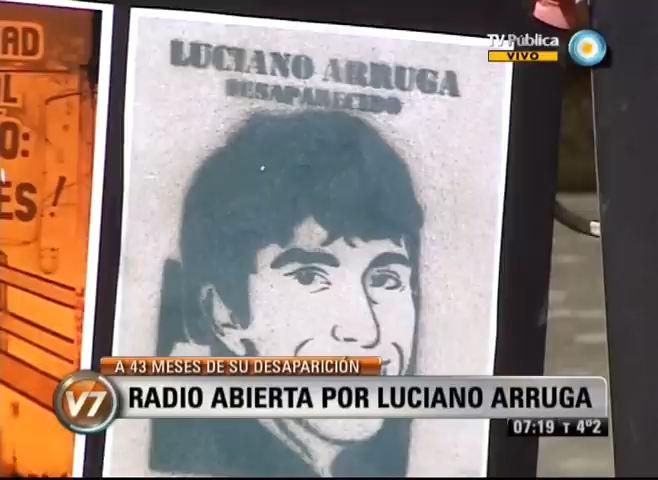 AD
LUCIANO ARRUGA
DESAPARECIDO
TV Pública
VIVO
A 43 MESES DE SU DESAPARICIÓN
V7
RADIO ABIERTA POR LUCIANO ARRUGA
07:19 T 4º2